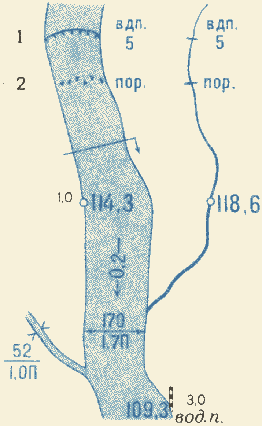 1
вдп.
5
вдп.
5
2
пор.
пор.
1,0
114,3
118,6
0,2
170
1,7П
52
1,0П
109,3
3,0
вод.п.